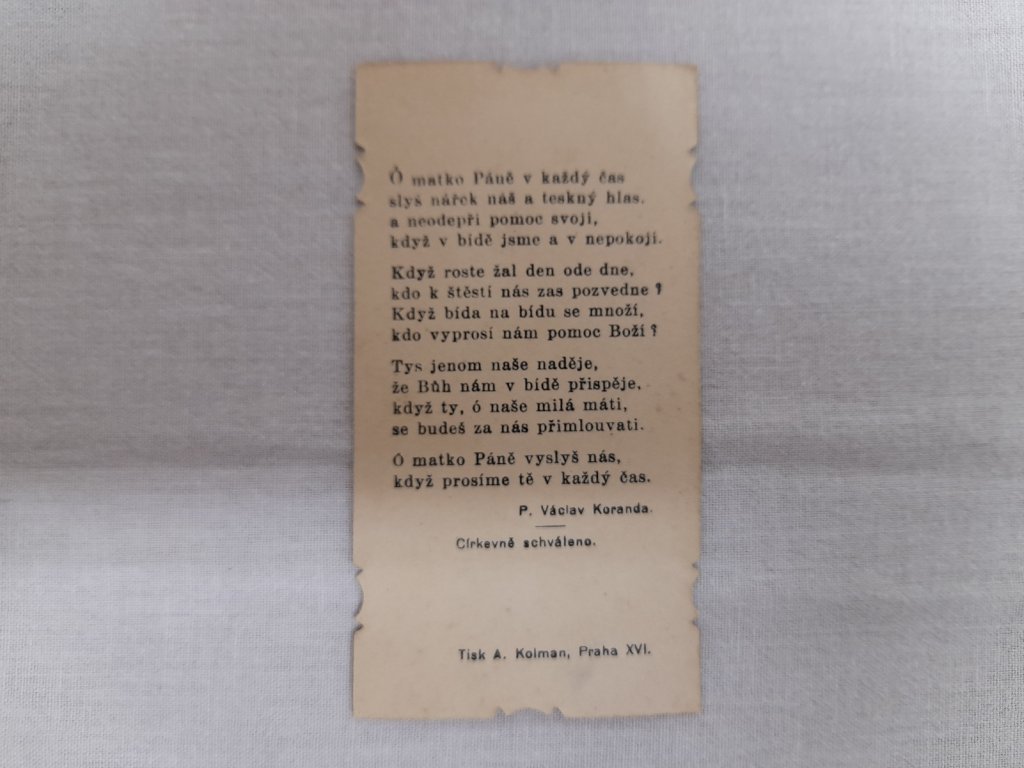 Ó matko Páně v každý čas
slyš nářek náš a teskný hlas,
a neodepři pomoc svoji,
když v bídě jsme a v nepokoji.
Když roste žal den ode dne,
kdo k štěstí nás zas pozvedne?
Když bída na bídu se množí,
kdo vyprosí nám pomoc Boží?
Tys jenom naše naděje,
že Bůh nám v bídě přispěje,
když ty, ó naše milá máti,
se budeš za nás přimlouvati.
Ó matko Páně vyslyš nás,
když prosíme tě v každý čas.
P. Václav Koranda.
Církevně schváleno.
Tisk A. Kolman, Praha XVI.